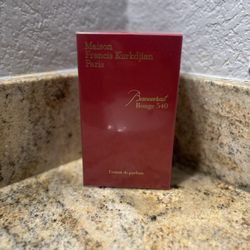 Maison
Francis Kurkdjian
Paris
Baccarat
Rouge 540
Extrait de parfum